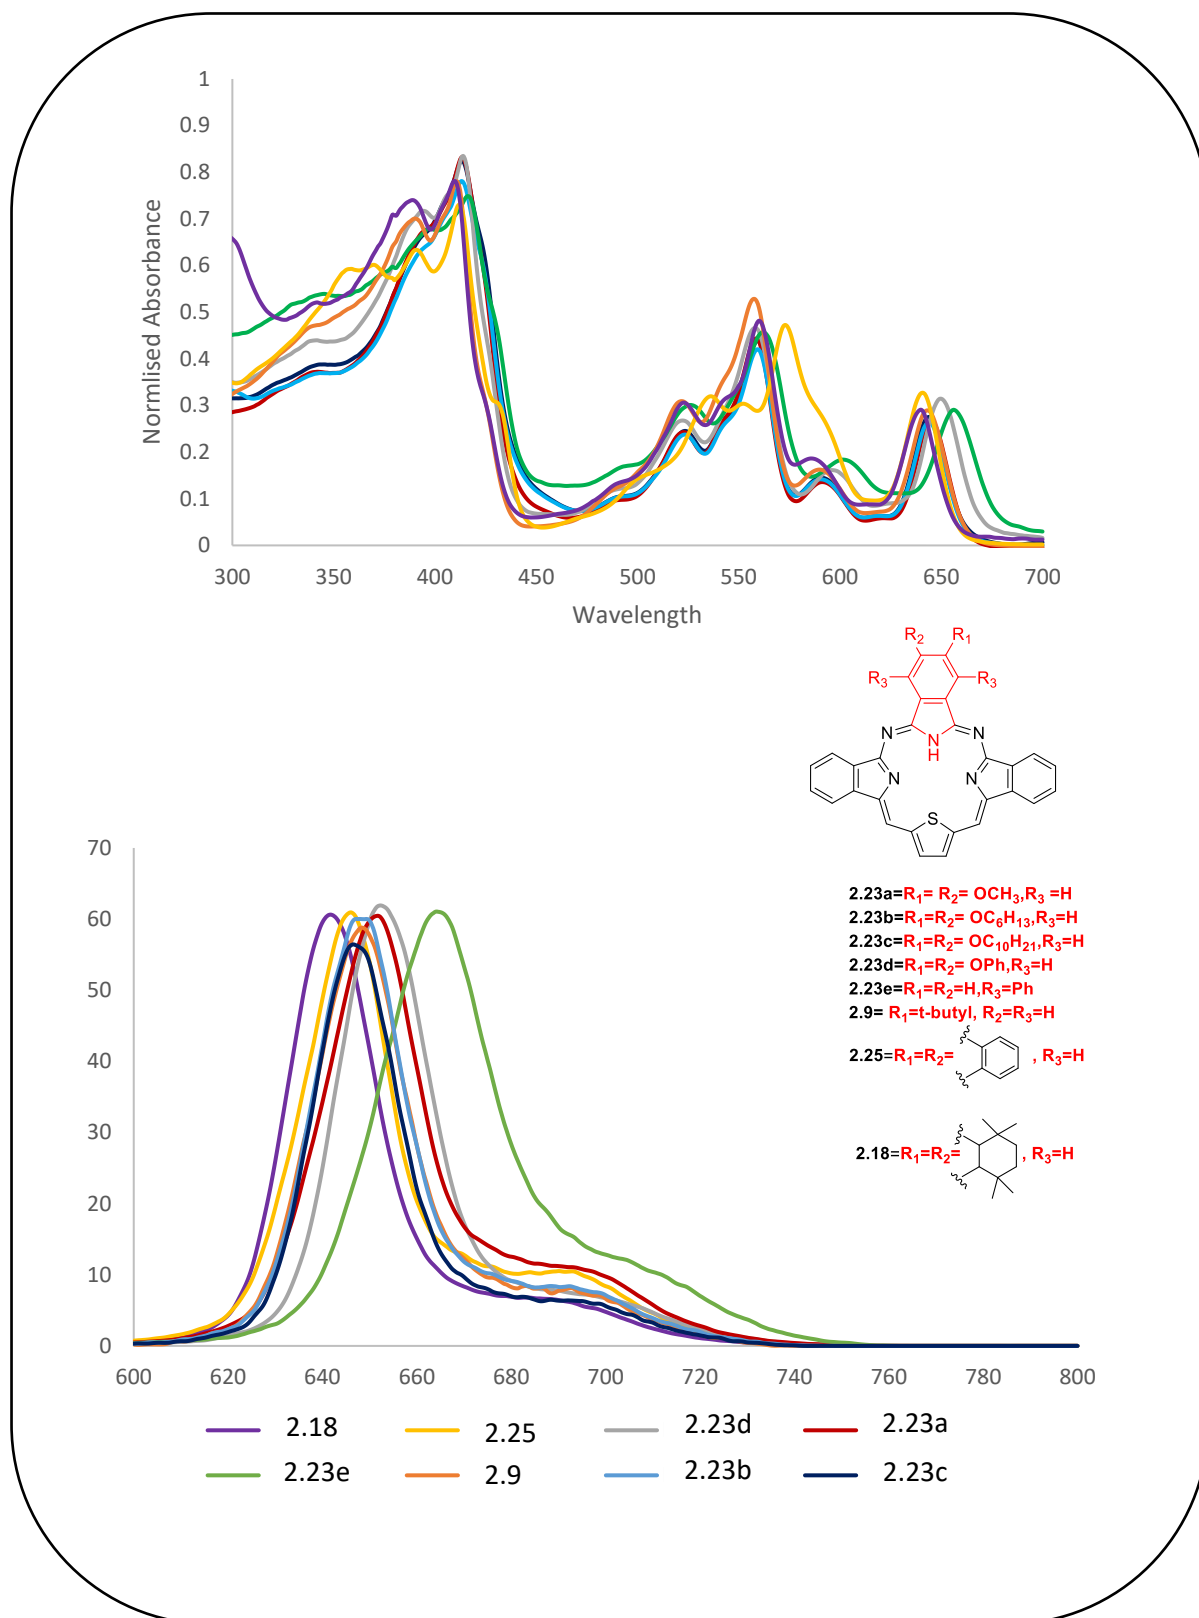 1
0.9
0.8
0.7
0.6
0.5
0.4
0.3
0.2
0.1
0
Normlised Absorbance
300 350 400 450 500 550 600 650 700
Wavelength
R2 R1
R3 R3
N N
N
H
N N
S
2.23a=R1= R2= OCH3,R3 =H
2.23b=R1=R2= OC6H13,R3=H
2.23c=R1=R2= OC10H21,R3=H
2.23d=R1=R2= OPh,R3=H
2.23e=R1=R2=H,R3=Ph
2.9= R1=t-butyl, R2=R3=H
2.25=R1=R2= , R3=H
2.18=R1=R2= , R3=H
70
60
50
40
30
20
10
0
600 620 640 660 680 700 720 740 760 780 800
2.18 2.25 2.23d 2.23a
2.23e 2.9 2.23b 2.23c